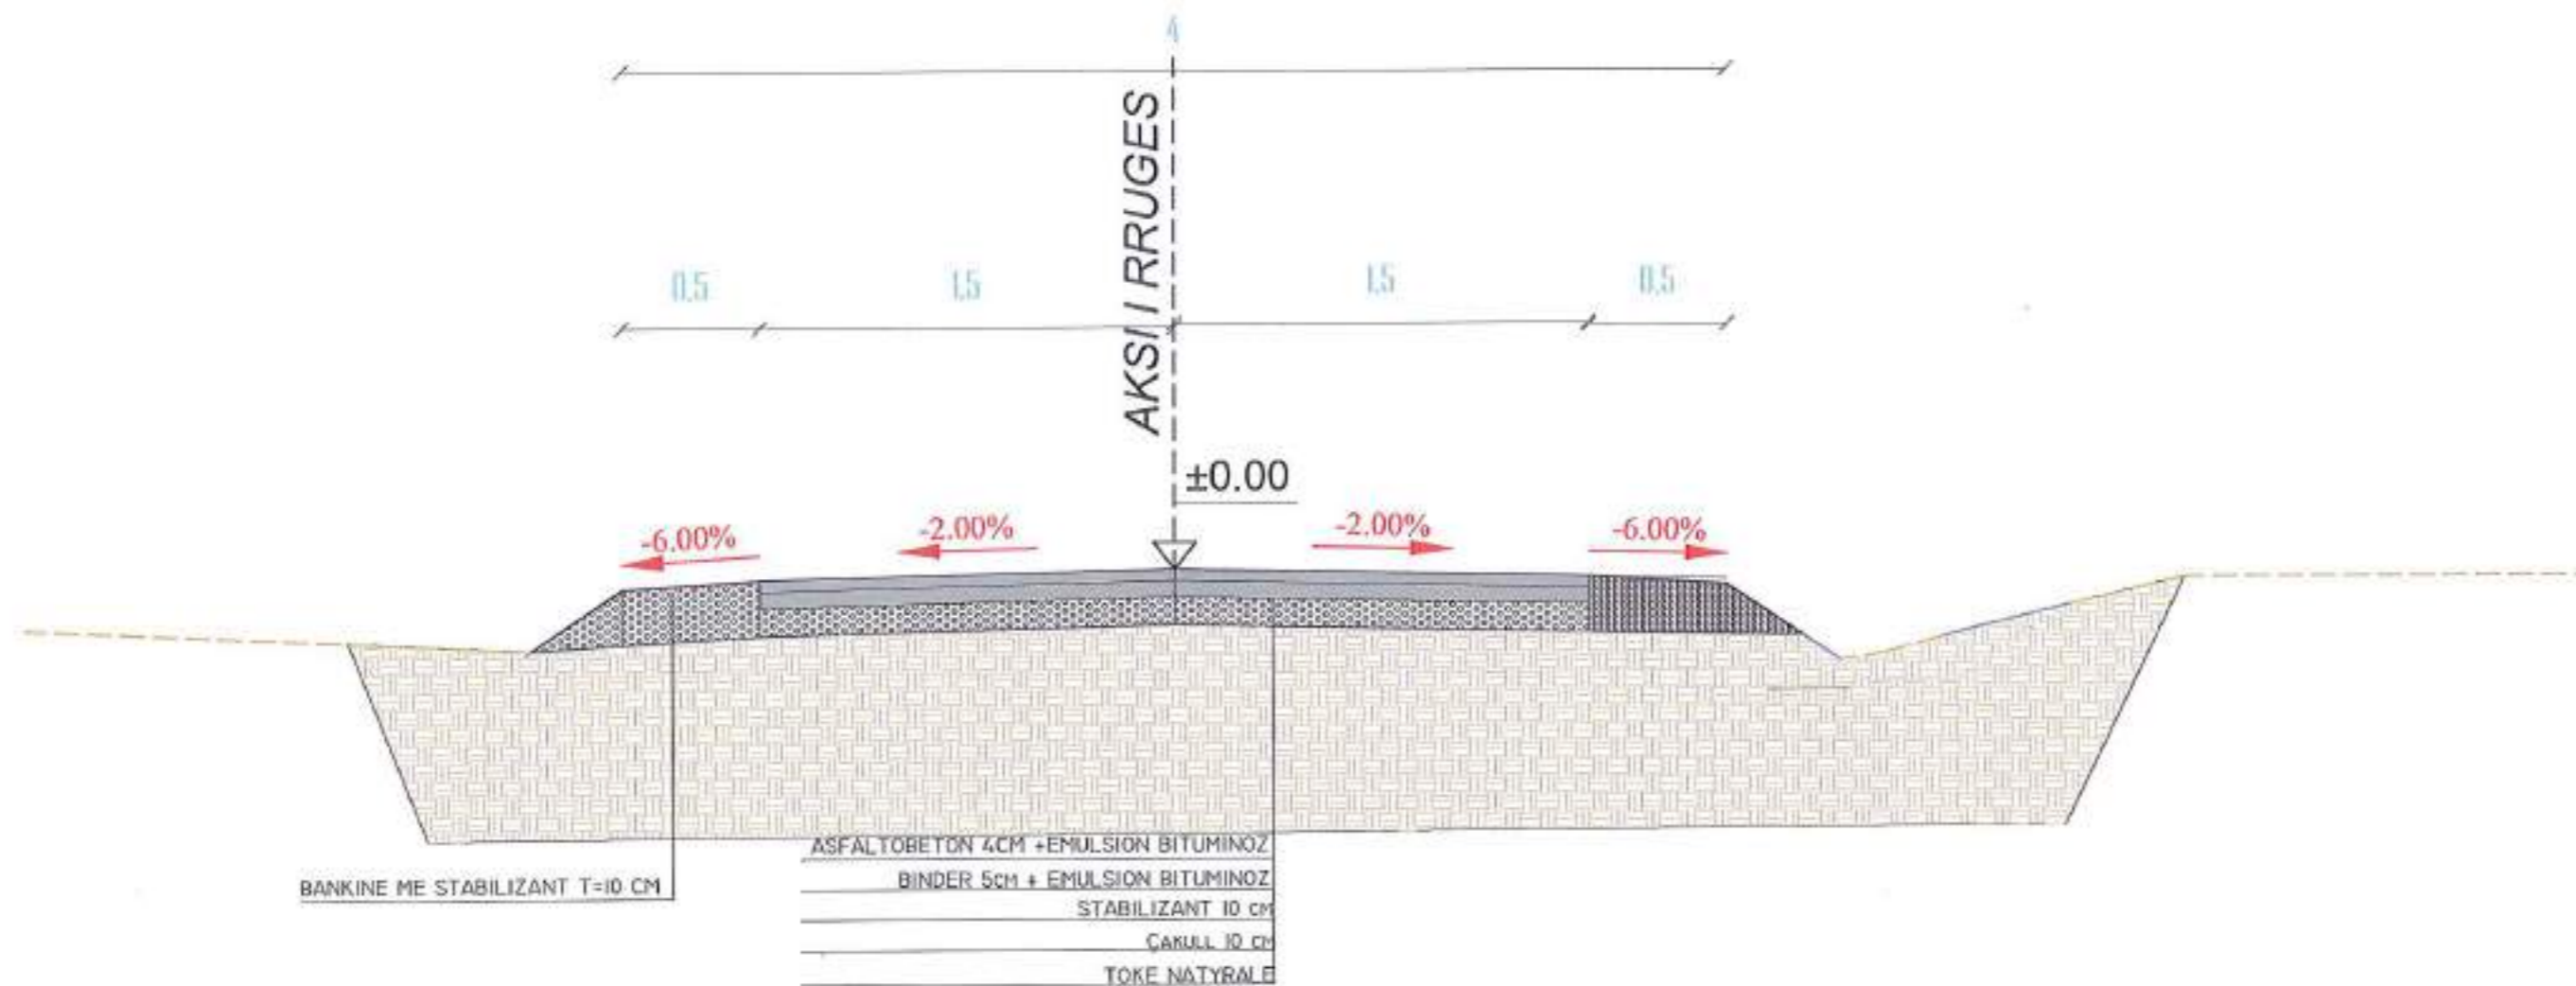 4
AKSI I RRUGES
0.5
1.5
1.5
0.5
±0.00
-6.00%
-2.00%
-2.00%
-6.00%
ASFALTOBETON 4CM +EMULSION BITUMINOZ
BINDER 5CM + EMULSION BITUMINOZ
BANKINE ME STABILIZANT T=10 CM
STABILIZANT 10 CM
ÇAKULL 10 CM
TOKE NATYRALE